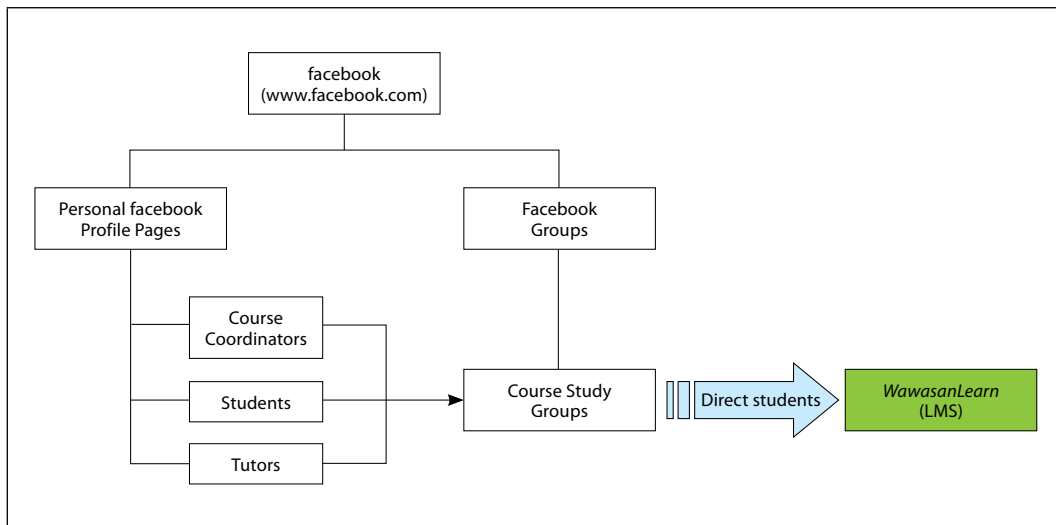 facebook
(www.facebook.com)
Personal facebook
Profile Pages
Facebook
Groups
Course
Coordinators
Students
Tutors
Course Study
Groups
Direct students
WawasanLearn
(LMS)